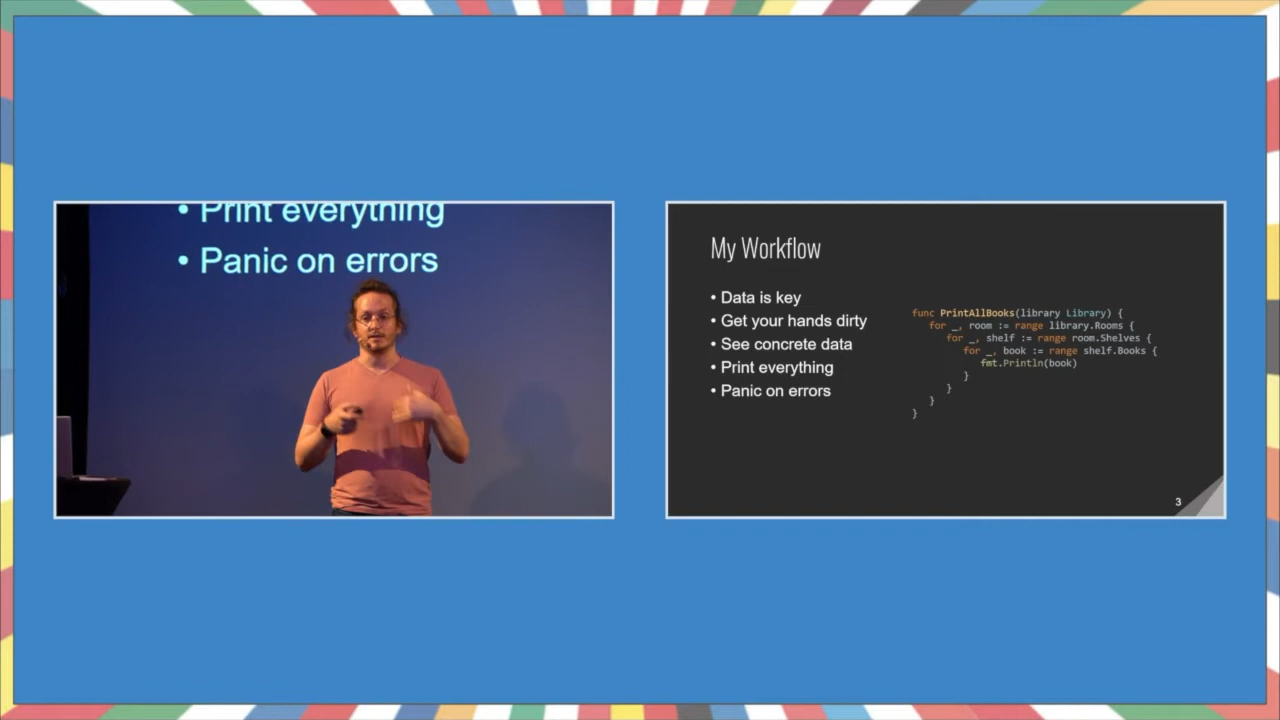 • Print everything
• Panic on errors
My Workflow
• Data is key
• Get your hands dirty
• See concrete data
• Print everything
• Panic on errors
func PrintAllBooks(library Library) {
for _, room := range library.Rooms {
for _, shelf := range room.Shelves {
for _, book := range shelf.Books {
fmt.Println(book)
}
}
}
}
3